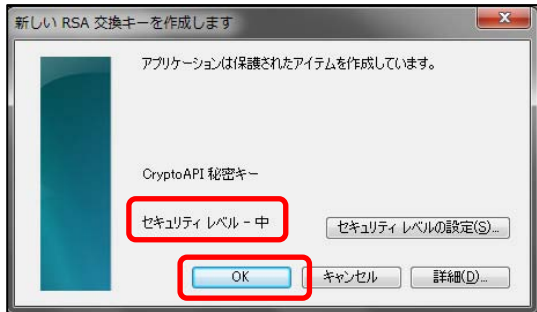 新しい RSA 交換キーを作成します
アプリケーションは保護されたアイテムを作成しています。
CryptoAPI 秘密キー
セキュリティ レベル - 中
セキュリティ レベルの設定(S)...
OK
キャンセル
詳細(D)...